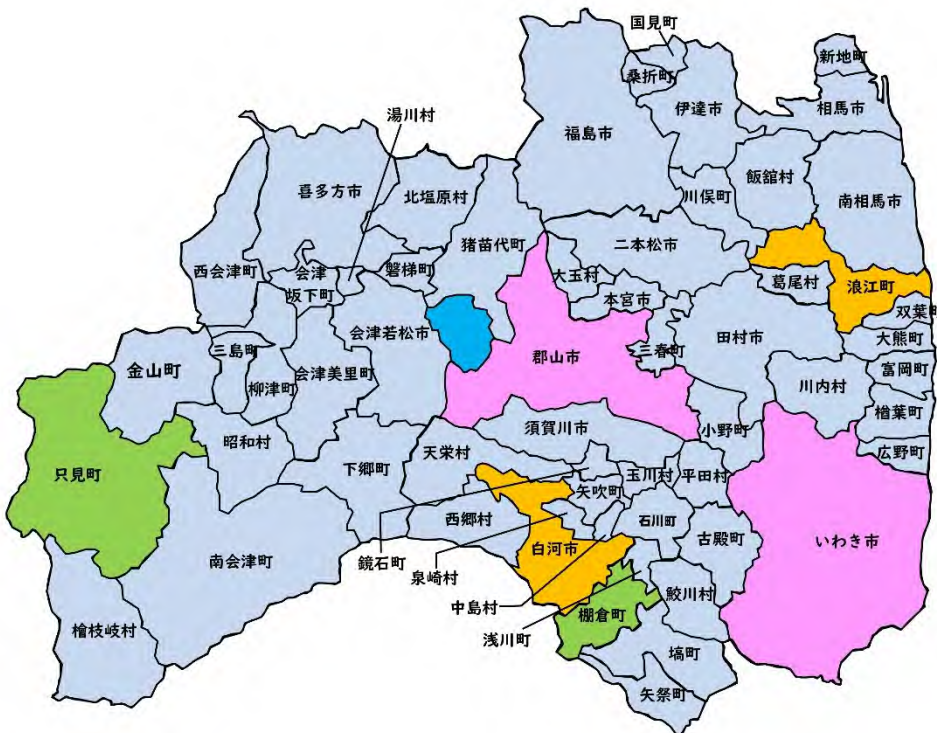 国見町
新地町
桑折町
伊達市
相馬市
湯川村
福島市
喜多方市
北塩原村
川俣町
飯舘村
南相馬市
猪苗代町
二本松市
西会津町
会津
坂下町
磐梯町
大玉村
本宮市
葛尾村
浪江町
双葉町
会津若松市
三島町
金山町
柳津町
会津美里町
郡山市
三春町
田村市
大熊町
富岡町
川内村
楢葉町
昭和村
須賀川市
小野町
広野町
只見町
下郷町
天栄村
矢吹町
玉川村
平田村
西郷村
石川町
古殿町
いわき市
南会津町
鏡石町
泉崎村
白河市
中島村
浅川町
棚倉町
鮫川村
檜枝岐村
塙町
矢祭町